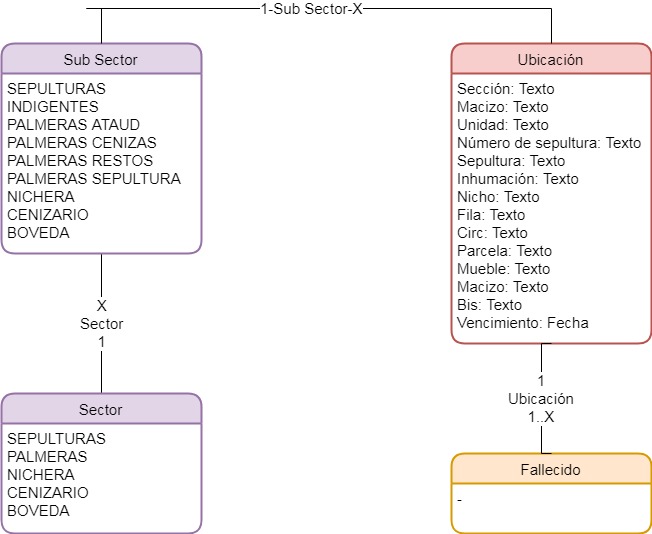 1-Sub Sector-X
Sub Sector
SEPULTURAS
INDIGENTES
PALMERAS ATAUD
PALMERAS CENIZAS
PALMERAS RESTOS
PALMERAS SEPULTURA
NICHERA
CENIZARIO
BOVEDA
X
Sector
1
Sector
SEPULTURAS
PALMERAS
NICHERA
CENIZARIO
BOVEDA
Ubicación
Sección: Texto
Macizo: Texto
Unidad: Texto
Número de sepultura: Texto
Sepultura: Texto
Inhumación: Texto
Nicho: Texto
Fila: Texto
Circ: Texto
Parcela: Texto
Mueble: Texto
Macizo: Texto
Bis: Texto
Vencimiento: Fecha
1
Ubicación
1..X
Fallecido
-